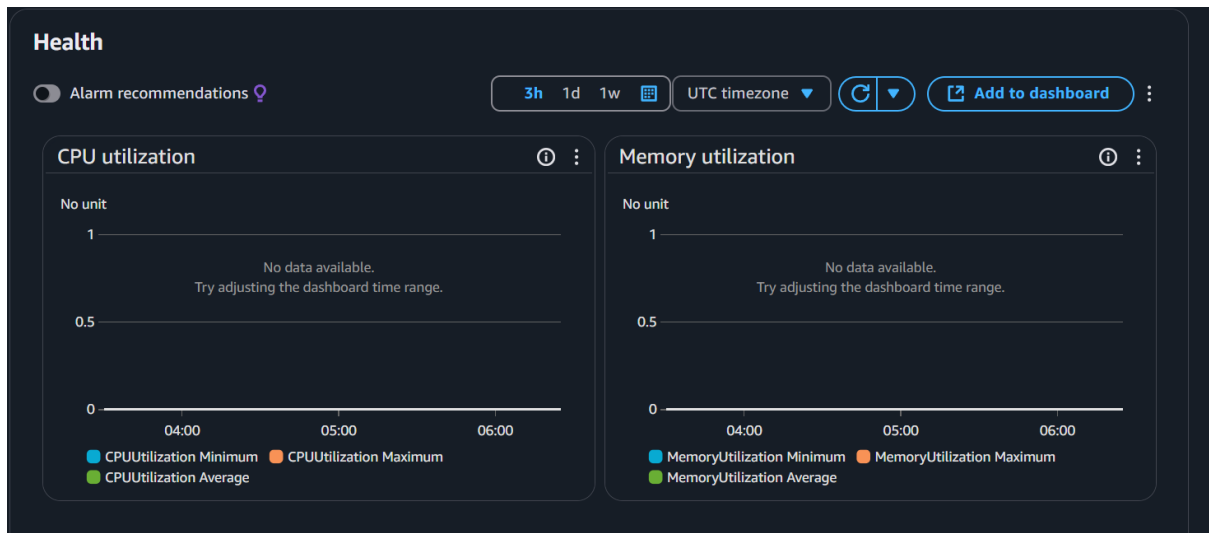 Health
Alarm recommendations
3h 1d 1w UTC timezone Add to dashboard
CPU utilization
No unit
1
No data available.
Try adjusting the dashboard time range.
0.5
0
04:00 05:00 06:00
CPUUtilization Minimum CPUUtilization Maximum
CPUUtilization Average
Memory utilization
No unit
1
No data available.
Try adjusting the dashboard time range.
0.5
0
04:00 05:00 06:00
MemoryUtilization Minimum MemoryUtilization Maximum
MemoryUtilization Average